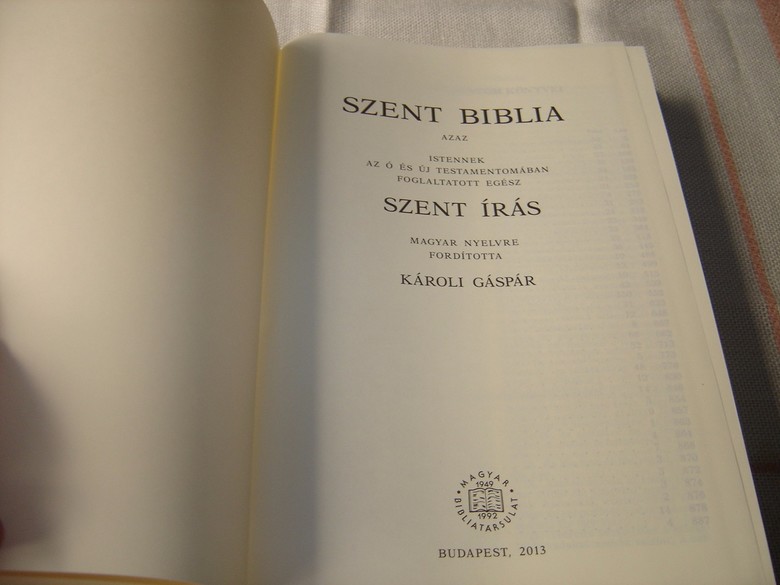 SZENT BIBLIA
AZAZ
ISTENNEK
AZ Ó ÉS ÚJ TESTAMENTOMÁBAN
FOGLALTATOTT EGÉSZ
SZENT ÍRÁS
MAGYAR NYELVRE
FORDÍTOTTA
KÁROLI GÁSPÁR
• MAGYAR •
1949
1992
BIBLIATÁRSULAT
BUDAPEST, 2013